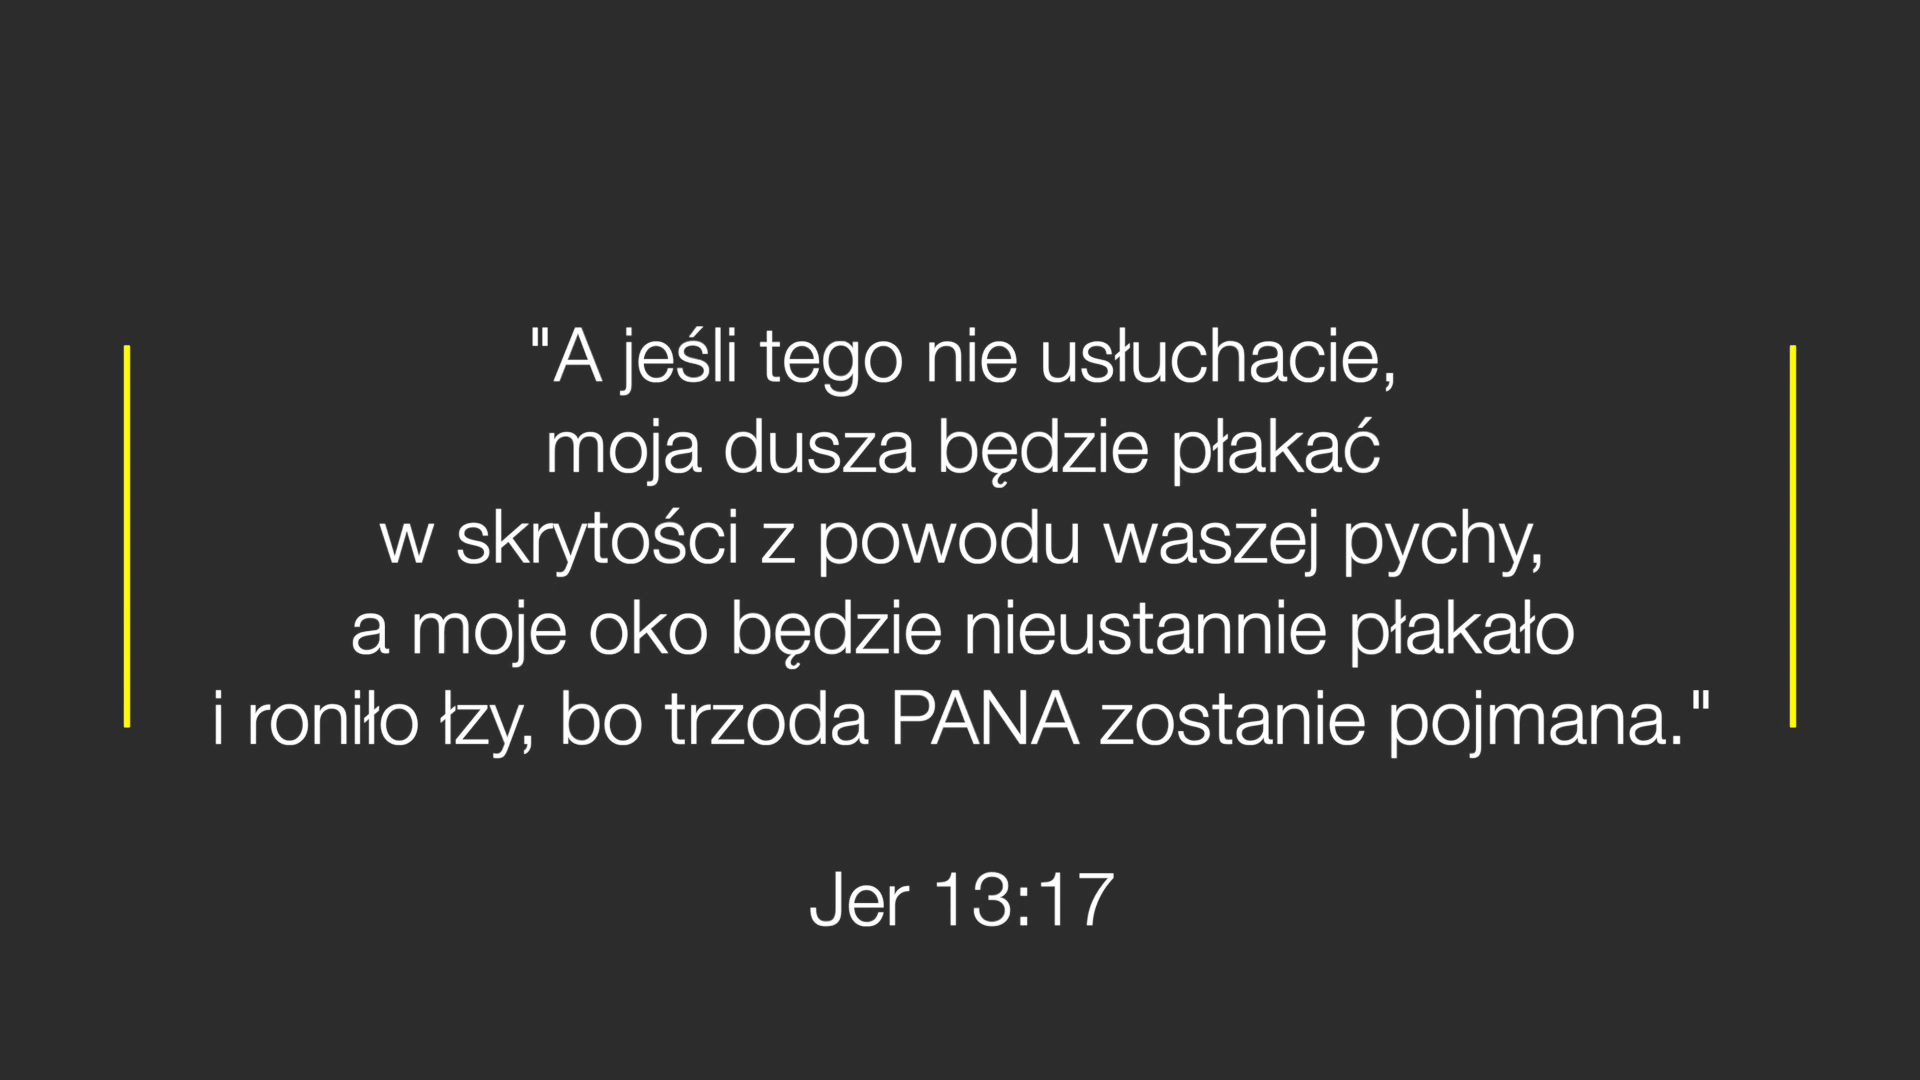 "A jeśli tego nie usłuchacie,
moja dusza będzie płakać
w skrytości z powodu waszej pychy,
a moje oko będzie nieustannie płakało
i roniło łzy, bo trzoda PANA zostanie pojmana."
Jer 13:17